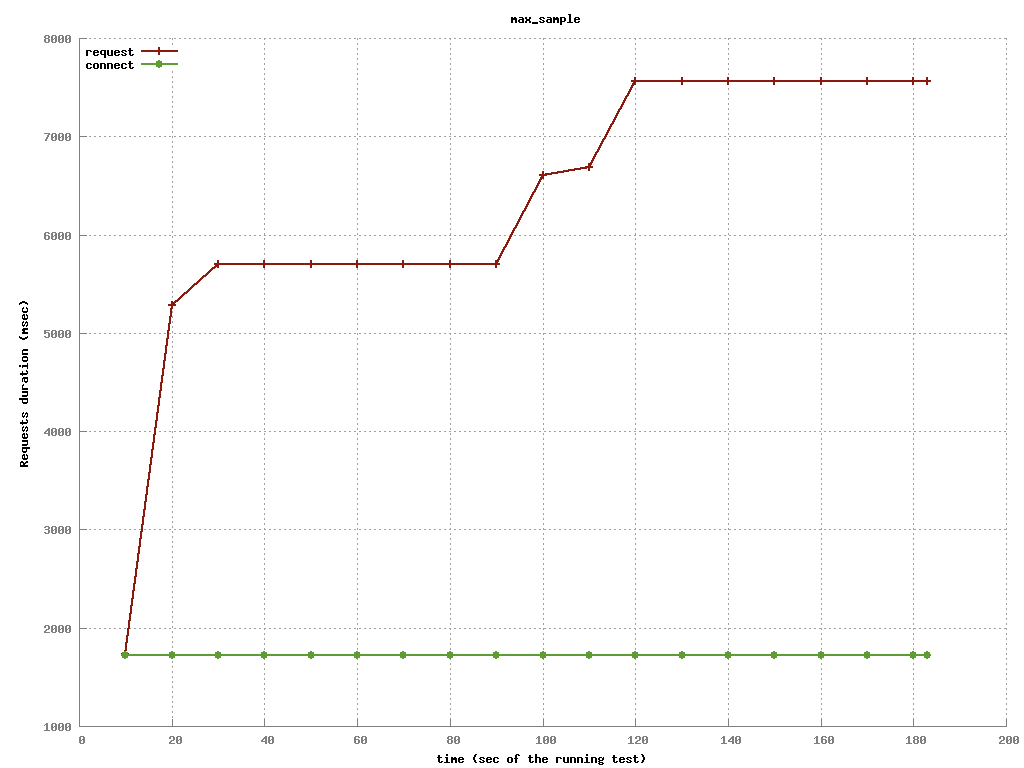 max_sample
request
connect
8000
7000
6000
5000
4000
3000
2000
1000
Requests duration (msec)
0 20 40 60 80 100 120 140 160 180 200
time (sec of the running test)